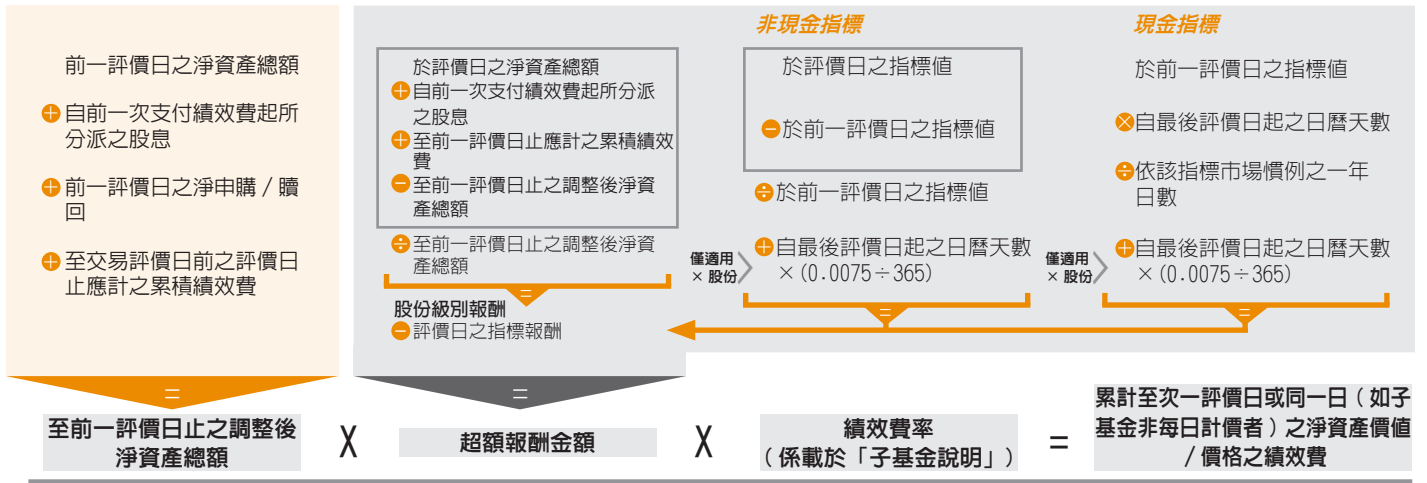 前一評價日之淨資產總額
+ 自前一次支付績效費起所
分派之股息
+ 前一評價日之淨申購/贖
回
+ 至交易評價日前之評價日
止應計之累積績效費
=
於評價日之淨資產總額
+ 自前一次支付績效費起所分派
之股息
+ 至前一評價日止應計之累積績效
費
− 至前一評價日止之調整後淨資
產總額
÷ 至前一評價日止之調整後淨資
產總額
=
股份級別報酬
− 評價日之指標報酬
=
非現金指標
於評價日之指標值
− 於前一評價日之指標值
÷ 於前一評價日之指標值
僅適用
× 股份
+ 自最後評價日起之日曆天數
×(0.0075÷365)
=
現金指標
於前一評價日之指標值
× 自最後評價日起之日曆天數
÷ 依該指標市場慣例之一年
日數
僅適用
× 股份
+ 自最後評價日起之日曆天數
×(0.0075÷365)
=
至前一評價日止之調整後
淨資產總額
X
超額報酬金額
X
績效費率
(係載於「子基金說明」)
=
累計至次一評價日或同一日(如子
基金非每日計價者)之淨資產價值
/價格之績效費